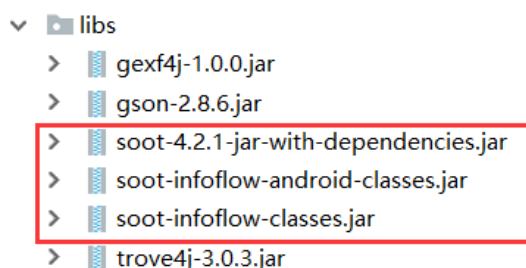 libs
gexf4j-1.0.0.jar
gson-2.8.6.jar
soot-4.2.1-jar-with-dependencies.jar
soot-infoflow-android-classes.jar
soot-infoflow-classes.jar
trove4j-3.0.3.jar